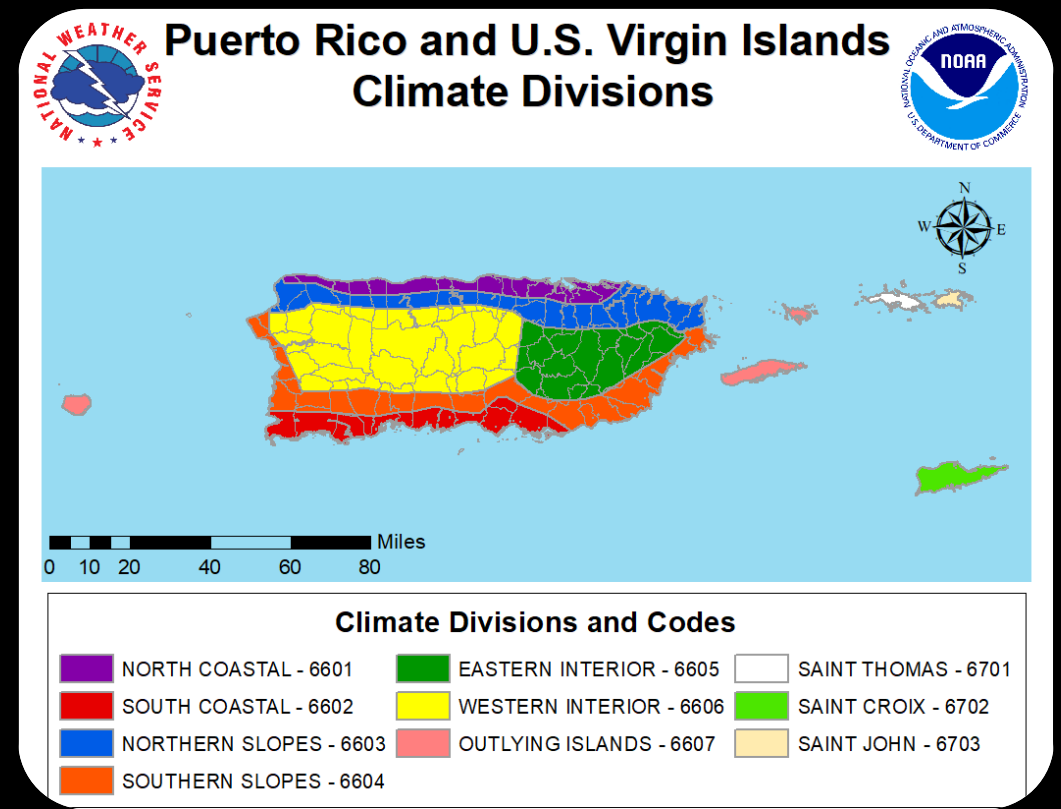 NATIONAL WEATHER SERVICE
Puerto Rico and U.S. Virgin Islands
Climate Divisions
NATIONAL OCEANIC AND ATMOSPHERIC ADMINISTRATION
NOAA
U.S. DEPARTMENT OF COMMERCE
N
W
E
S
Miles
0 10 20 40 60 80
Climate Divisions and Codes
NORTH COASTAL - 6601
SOUTH COASTAL - 6602
NORTHERN SLOPES - 6603
SOUTHERN SLOPES - 6604
EASTERN INTERIOR - 6605
WESTERN INTERIOR - 6606
OUTLYING ISLANDS - 6607
SAINT THOMAS - 6701
SAINT CROIX - 6702
SAINT JOHN - 6703